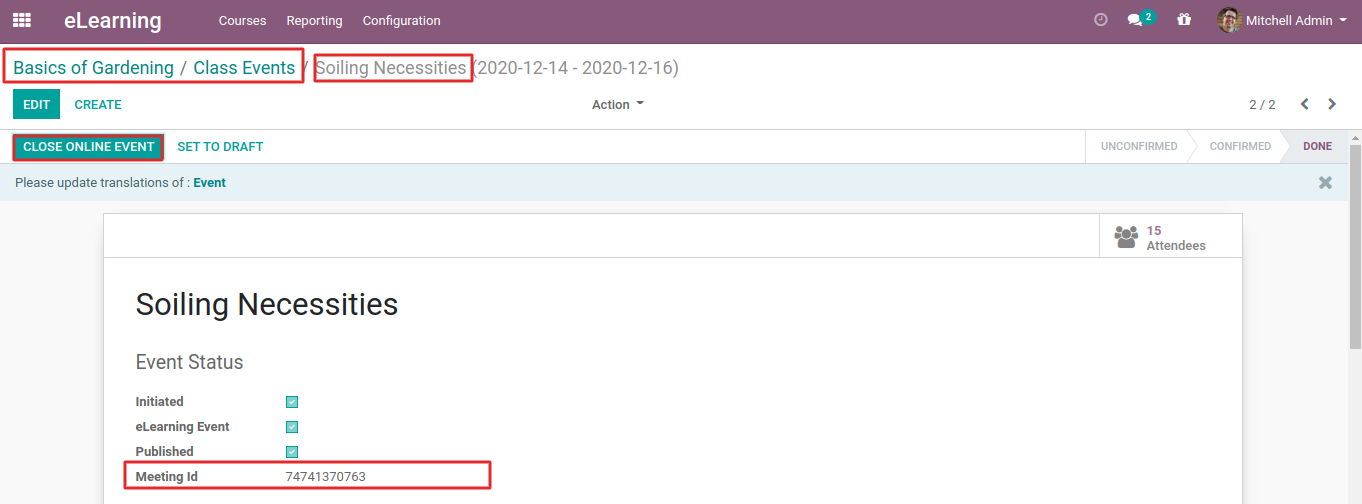 eLearning Courses Reporting Configuration 2 Mitchell Admin
Basics of Gardening / Class Events / Soiling Necessities (2020-12-14 - 2020-12-16)
EDIT CREATE Action 2 / 2
CLOSE ONLINE EVENT SET TO DRAFT UNCONFIRMED CONFIRMED DONE
Please update translations of : Event
15
Attendees
Soiling Necessities
Event Status
Initiated
eLearning Event
Published
Meeting Id 74741370763